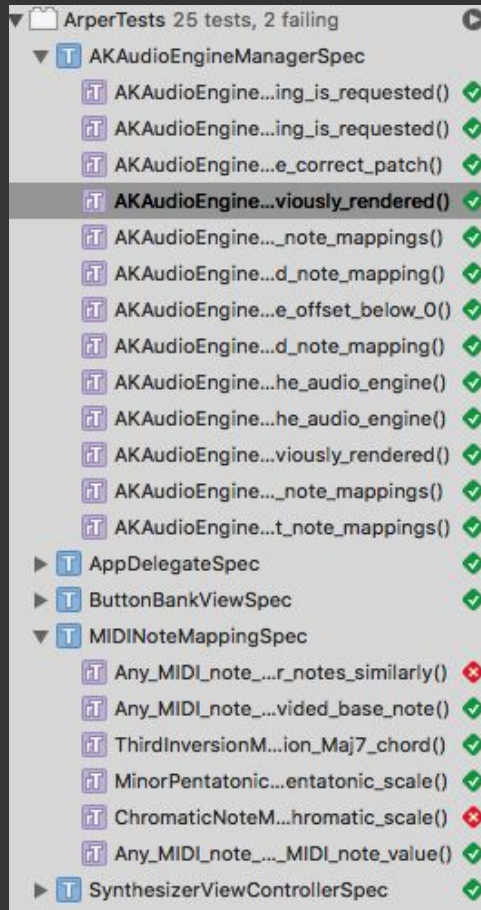 ArperTests 25 tests, 2 failing
T AKAudioEngineManagerSpec
T AKAudioEngine...ing_is_requested()
T AKAudioEngine...ing_is_requested()
T AKAudioEngine...e_correct_patch()
T AKAudioEngine...viously_rendered()
T AKAudioEngine..._note_mappings()
T AKAudioEngine...d_note_mapping()
T AKAudioEngine...e_offset_below_0()
T AKAudioEngine...d_note_mapping()
T AKAudioEngine...he_audio_engine()
T AKAudioEngine...he_audio_engine()
T AKAudioEngine...viously_rendered()
T AKAudioEngine..._note_mappings()
T AKAudioEngine...t_note_mappings()
T AppDelegateSpec
T ButtonBankViewSpec
T MIDINoteMappingSpec
T Any_MIDI_note_...r_notes_similarly()
T Any_MIDI_note_...vided_base_note()
T ThirdInversionM...ion_Maj7_chord()
T MinorPentatonic...entatonic_scale()
T ChromaticNoteM...hromatic_scale()
T Any_MIDI_note_..._MIDI_note_value()
T SynthesizerViewControllerSpec